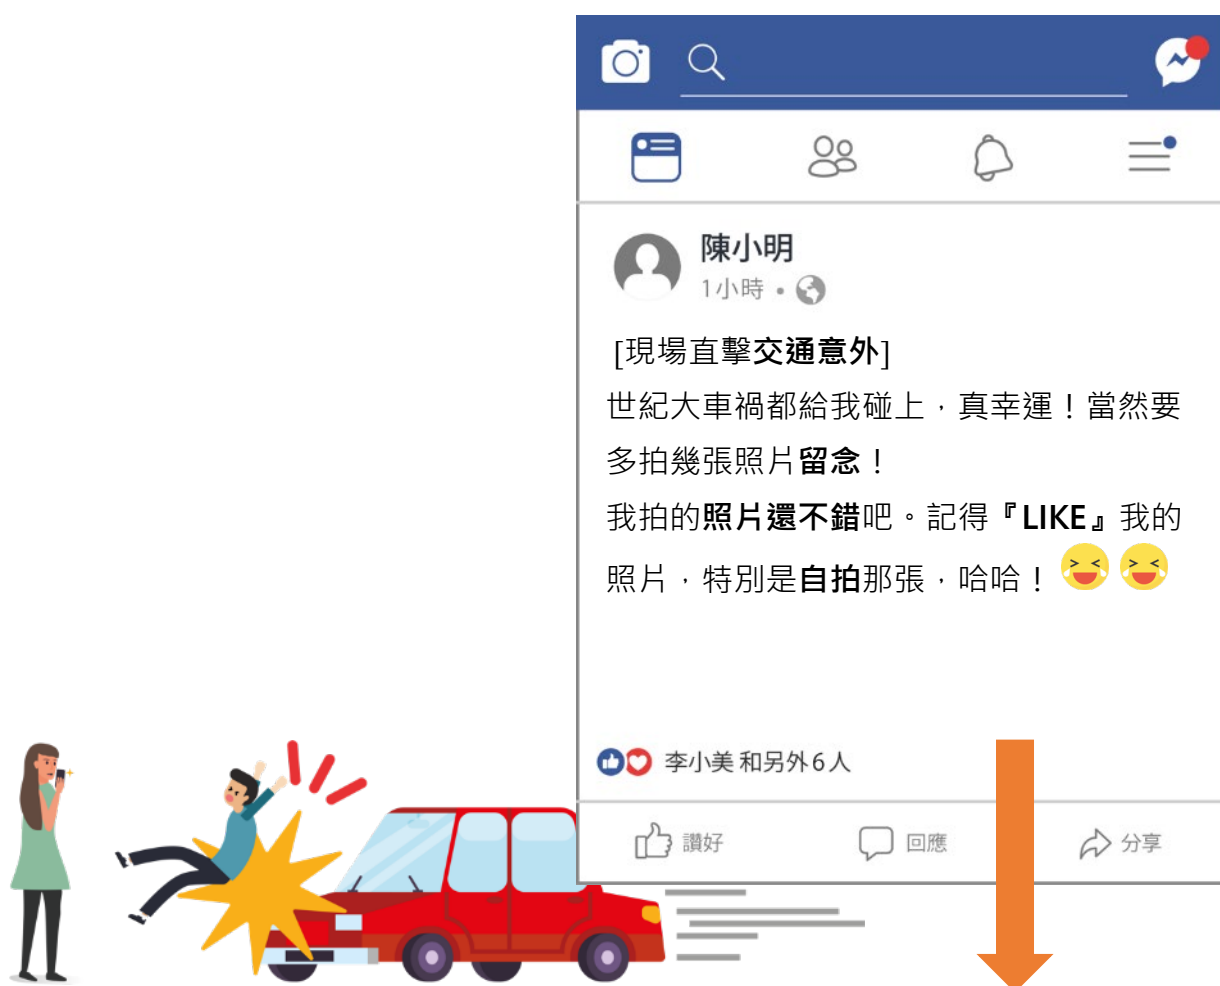 陳小明
1小時 •
[現場直擊交通意外]
世紀大車禍都給我碰上，真幸運！當然要
多拍幾張照片留念！
我拍的照片還不錯吧。記得『LIKE』我的
照片，特別是自拍那張，哈哈！
李小美 和另外 6 人
讚好 回應 分享